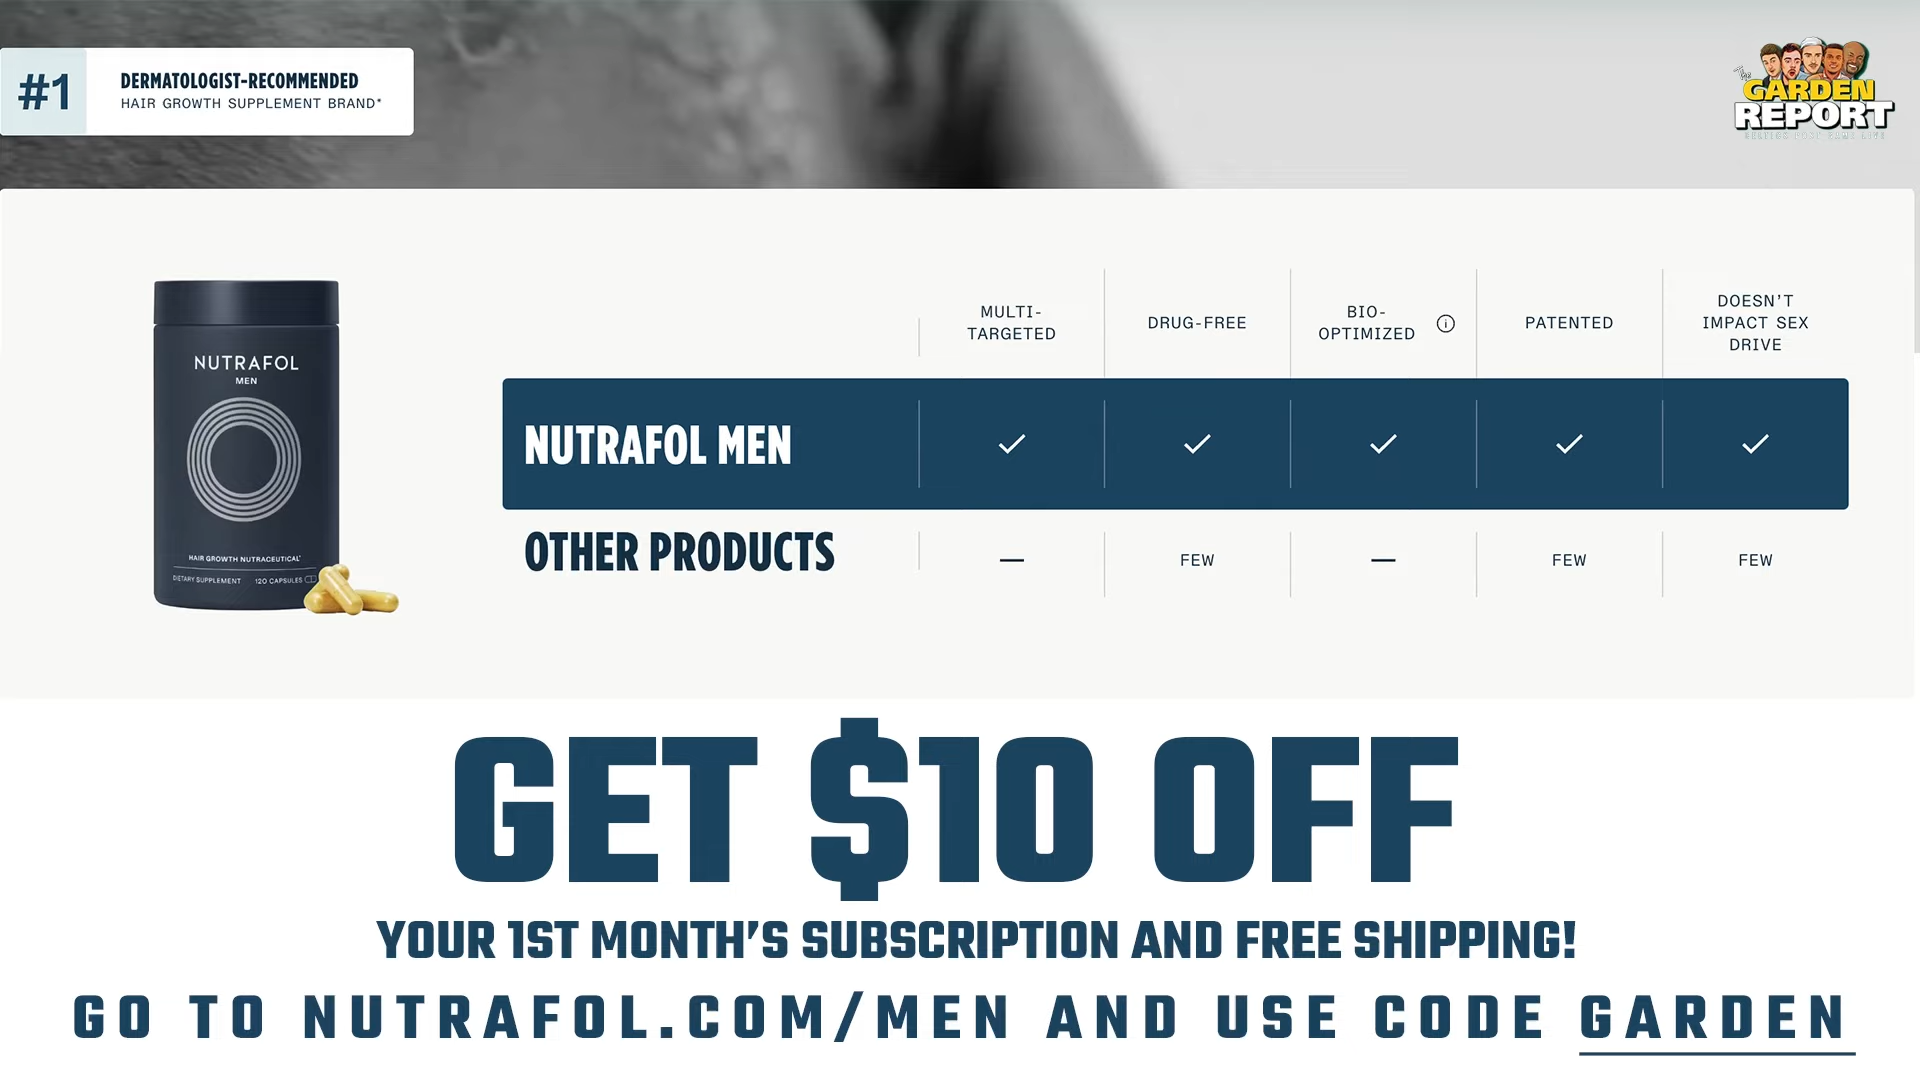 #1
DERMATOLOGIST-RECOMMENDED
HAIR GROWTH SUPPLEMENT BRAND*
The
GARDEN
REPORT
NUTRAFOL
MEN
HAIR GROWTH NUTRACEUTICAL*
DIETARY SUPPLEMENT 120 CAPSULES
MULTI-
TARGETED
DRUG-FREE
BIO-
OPTIMIZED
PATENTED
DOESN'T
IMPACT SEX
DRIVE
NUTRAFOL MEN
OTHER PRODUCTS
— FEW — FEW FEW
GET $10 OFF
YOUR 1ST MONTH'S SUBSCRIPTION AND FREE SHIPPING!
GO TO NUTRAFOL.COM/MEN AND USE CODE GARDEN